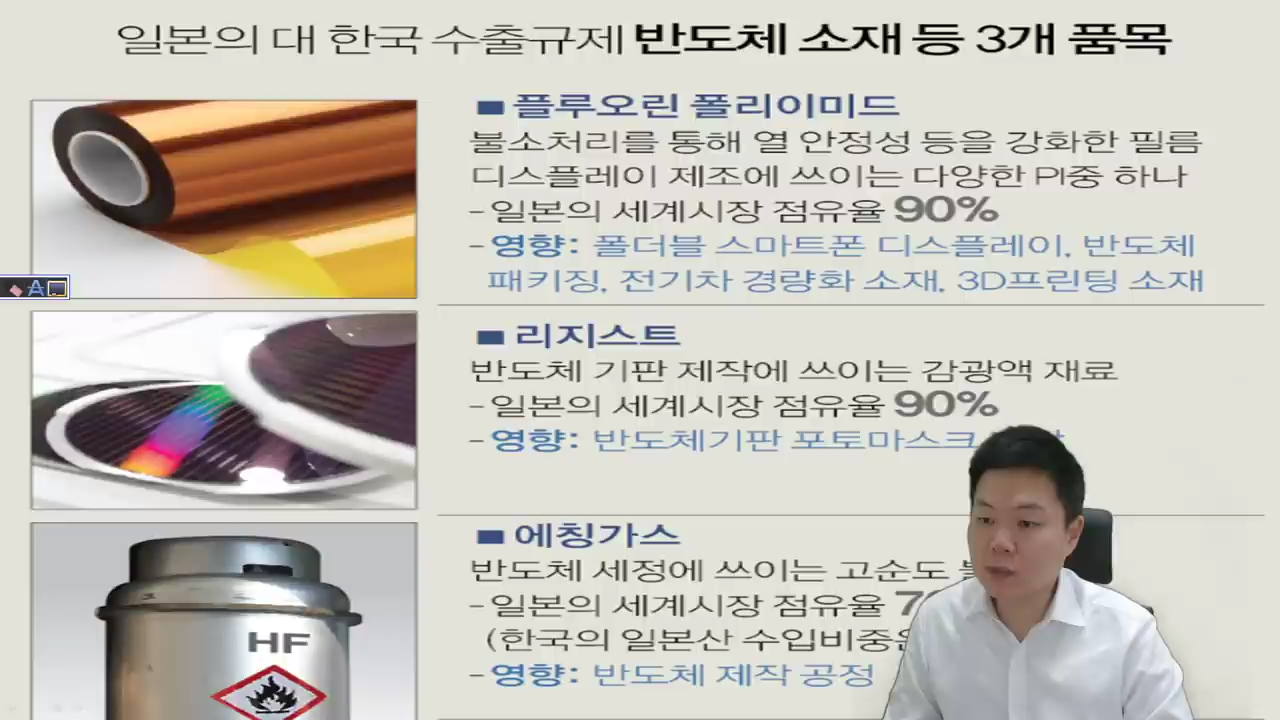 일본의 대 한국 수출규제 반도체 소재 등 3개 품목
■ 플루오린 폴리이미드
불소처리를 통해 열 안정성 등을 강화한 필름
디스플레이 제조에 쓰이는 다양한 PI중 하나
-일본의 세계시장 점유율 90%
-영향: 폴더블 스마트폰 디스플레이, 반도체
패키징, 전기차 경량화 소재, 3D프린팅 소재
A
■ 리지스트
반도체 기판 제작에 쓰이는 감광액 재료
-일본의 세계시장 점유율 90%
-영향: 반도체기판 포토마스크
■ 에칭가스
반도체 세정에 쓰이는 고순도
-일본의 세계시장 점유율
(한국의 일본산 수입비중은
-영향: 반도체 제작 공정
HF